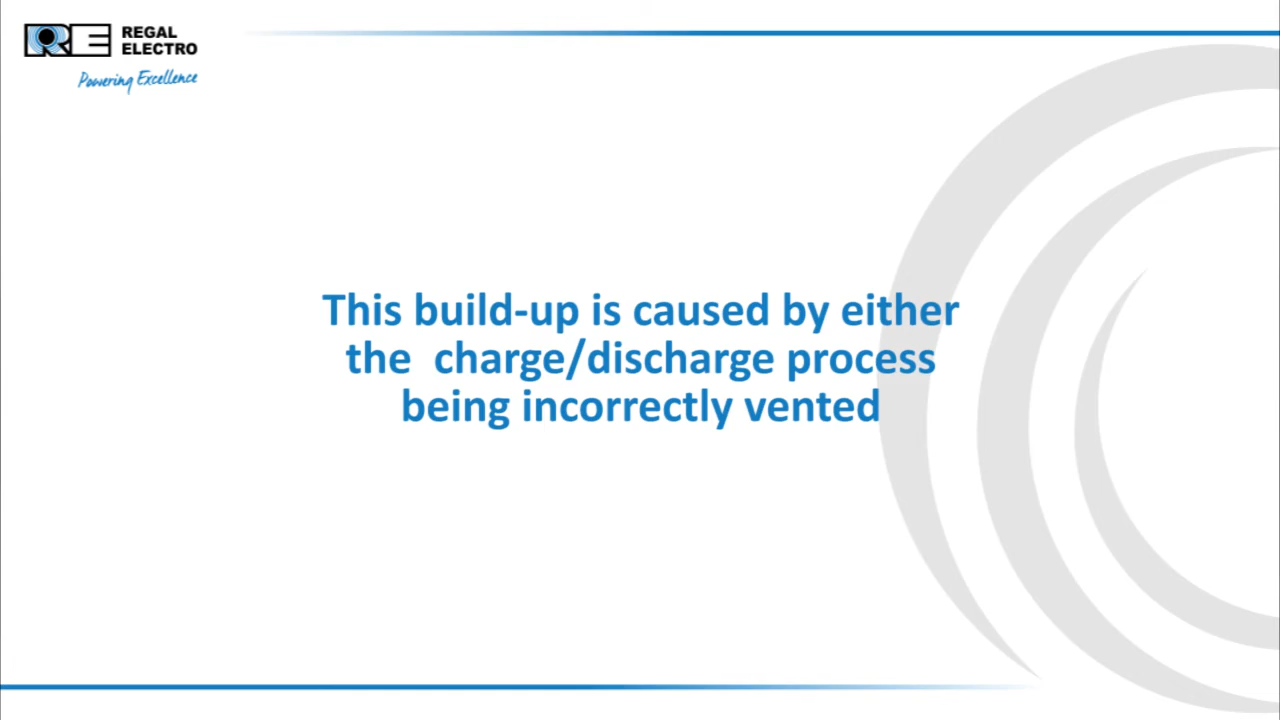 REGAL
ELECTRO
Powering Excellence
This build-up is caused by either
the  charge/discharge process
being incorrectly vented